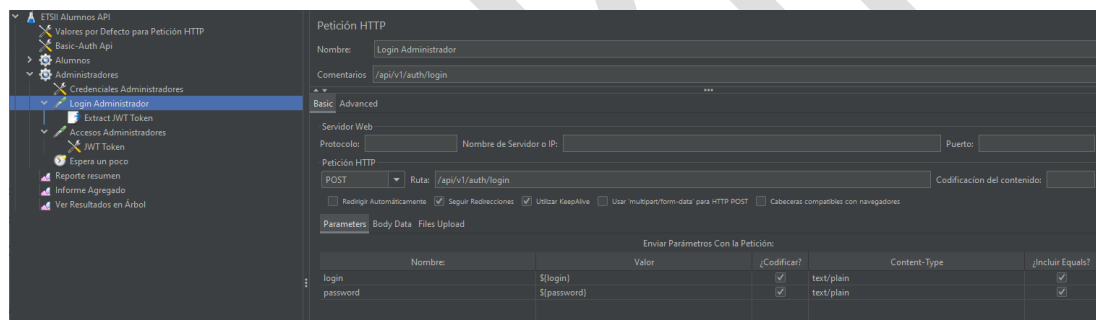 ETSII Alumnos API
Valores por Defecto para Petición HTTP
Basic-Auth Api
Alumnos
Administradores
Credenciales Administradores
Login Administrador
Extract JWT Token
Accesos Administradores
JWT Token
Espera un poco
Reporte resumen
Informe Agregado
Ver Resultados en Árbol
Petición HTTP
Nombre: Login Administrador
Comentarios /api/v1/auth/login
Basic Advanced
Servidor Web
Protocolo: Nombre de Servidor o IP: Puerto:
Petición HTTP
POST Ruta: /api/v1/auth/login Codificacíon del contenido:
Redirigir Automáticamente Seguir Redirecciones Utilizar KeepAlive Usar 'multipart/form-data' para HTTP POST Cabeceras compatibles con navegadores
Parameters Body Data Files Upload
Enviar Parámetros Con la Petición:
Nombre: Valor ¿Codificar? Content-Type ¿Incluir Equals?
login ${login} text/plain
password ${password} text/plain